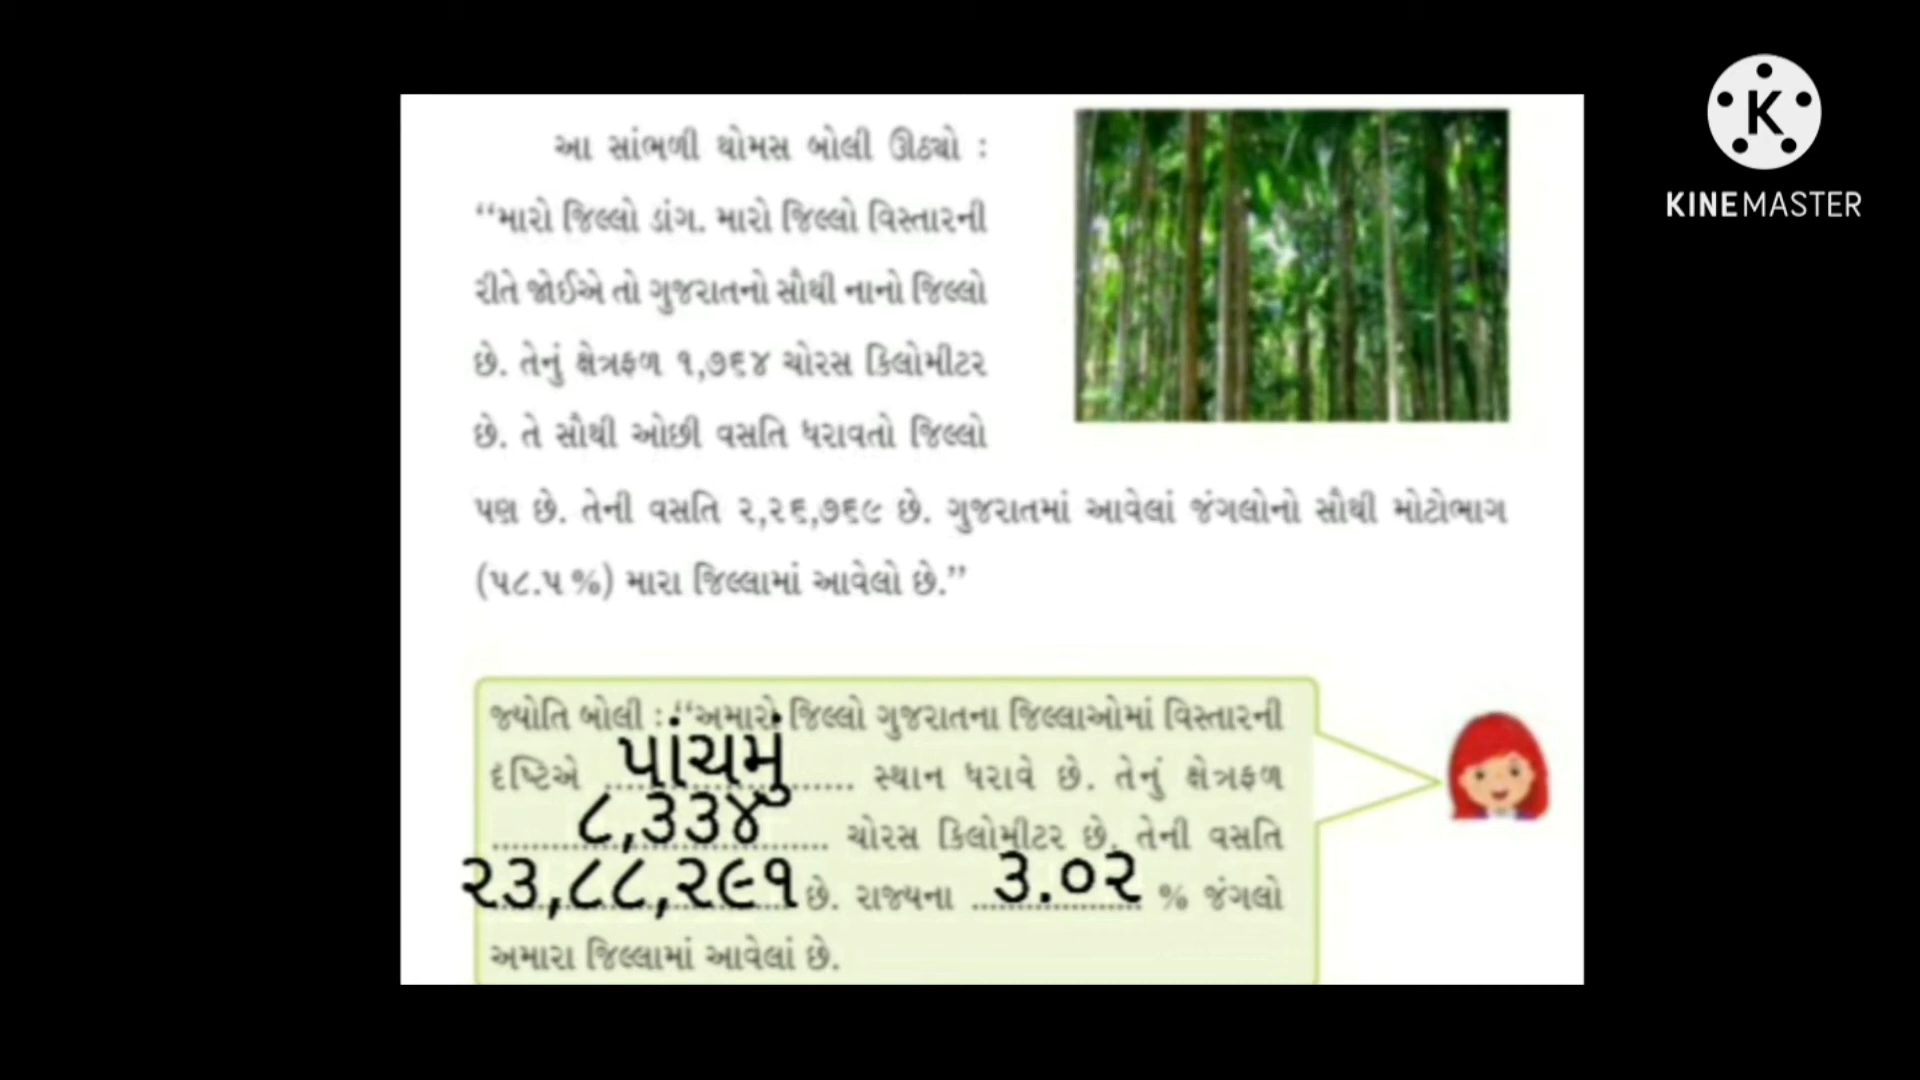 આ સાંભળી થોમસ બોલી ઊઠ્યો :
“મારો જિલ્લો ડાંગ. મારો જિલ્લો વિસ્તારની
રીતે જોઈએ તો ગુજરાતનો સૌથી નાનો જિલ્લો
છે. તેનું ક્ષેત્રફળ ૧,૭૬૪ ચોરસ કિલોમીટર
છે. તે સૌથી ઓછી વસતિ ધરાવતો જિલ્લો
પણ છે. તેની વસતિ ૨,૨૬,૭૬૯ છે. ગુજરાતમાં આવેલાં જંગલોનો સૌથી મોટોભાગ
(૫૮.૫ %) મારા જિલ્લામાં આવેલો છે.”
જ્યોતિ બોલી : “અમારો જિલ્લો ગુજરાતના જિલ્લાઓમાં વિસ્તારની
દૃષ્ટિએ પાંચમું સ્થાન ધરાવે છે. તેનું ક્ષેત્રફળ
૮,૩૩૪ ચોરસ કિલોમીટર છે. તેની વસતિ
૨૩,૮૮,૨૯૧ છે. રાજ્યના ૩.૦૨ % જંગલો
અમારા જિલ્લામાં આવેલાં છે.
K
KINEMASTER